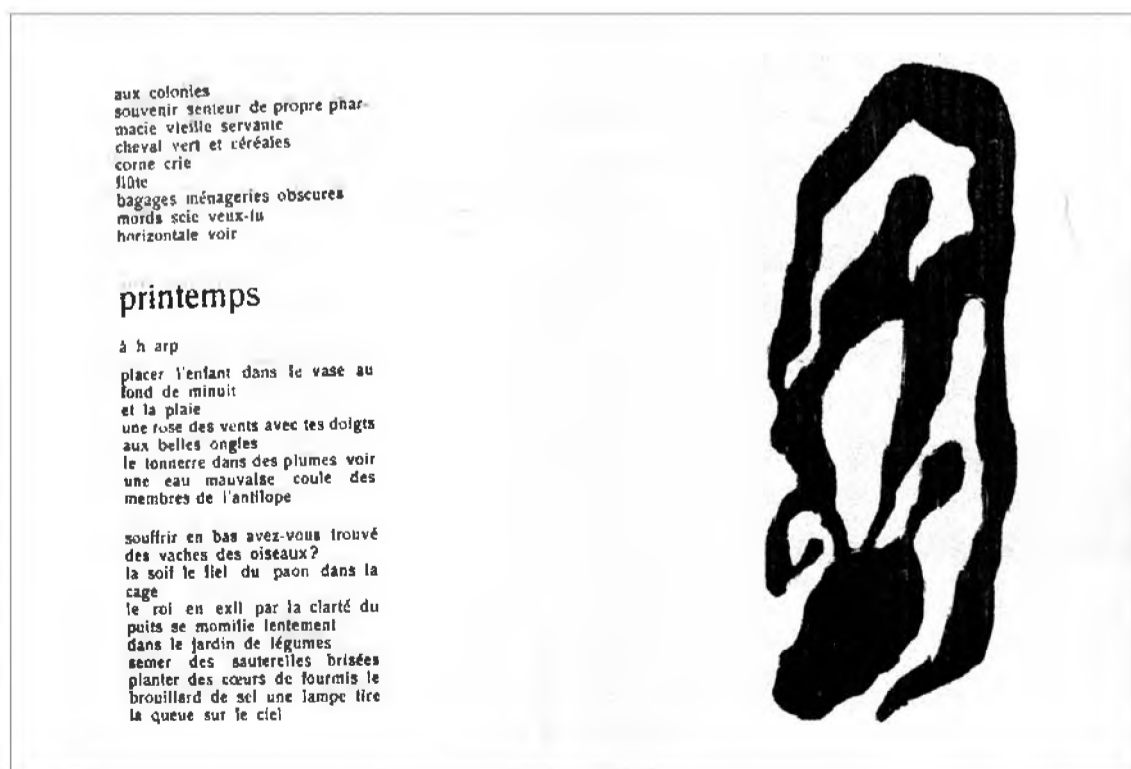 aux colonies
souvenir senteur de propre phar-
macie vieille servante
cheval vert et céréales
corne crie
flûte
bagages ménageries obscures
mords scie veux-tu
horizontale voir
printemps
à h arp
placer l'enfant dans le vase au
fond de minuit
et la plaie
une rose des vents avec tes doigts
aux belles ongles
le tonnerre dans des plumes voir
une eau mauvaise coule des
membres de l'antilope
souffrir en bas avez-vous trouvé
des vaches des oiseaux?
la soif le fiel du paon dans la
cage
le roi en exil par la clarté du
puits se momifie lentement
dans le jardin de légumes
semer des sauterelles brisées
planter des cœurs de fourmis le
brouillard de sel une lampe tire
la queue sur le ciel